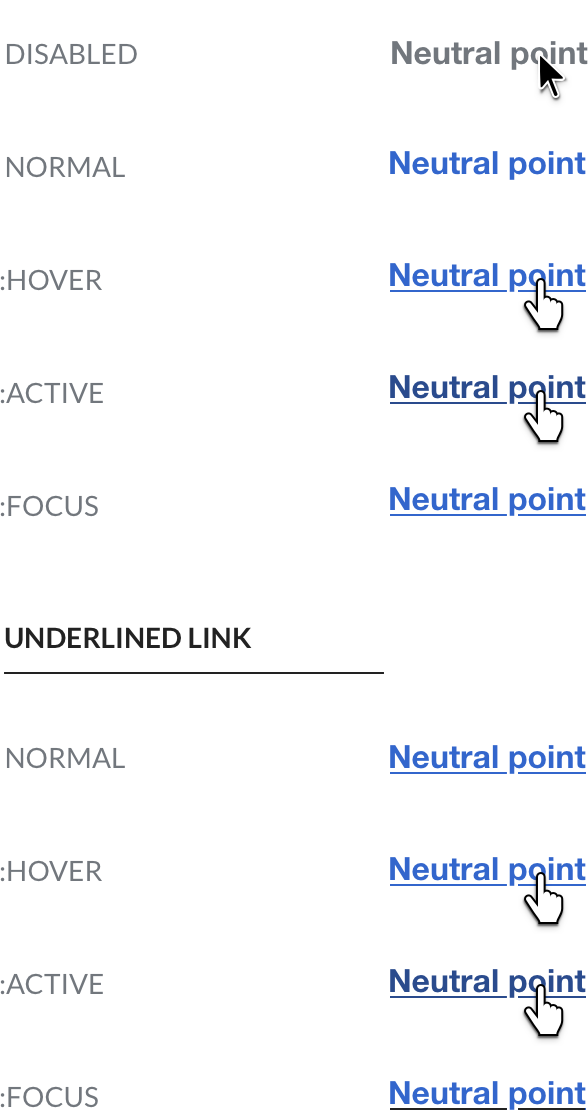 DISABLED Neutral point
NORMAL Neutral point
:HOVER Neutral point
:ACTIVE Neutral point
:FOCUS Neutral point
UNDERLINED LINK
NORMAL Neutral point
:HOVER Neutral point
:ACTIVE Neutral point
:FOCUS Neutral point